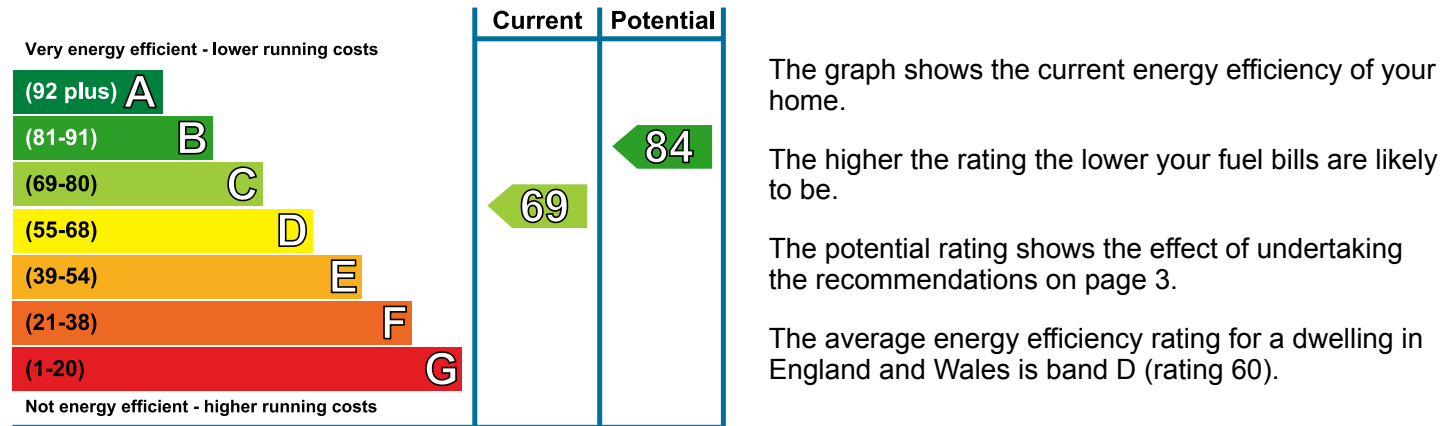 Current Potential
Very energy efficient - lower running costs
(92 plus) A
(81-91) B
84
(69-80) C
69
(55-68) D
(39-54) E
(21-38) F
(1-20) G
Not energy efficient - higher running costs
The graph shows the current energy efficiency of your
home.
The higher the rating the lower your fuel bills are likely
to be.
The potential rating shows the effect of undertaking
the recommendations on page 3.
The average energy efficiency rating for a dwelling in
England and Wales is band D (rating 60).